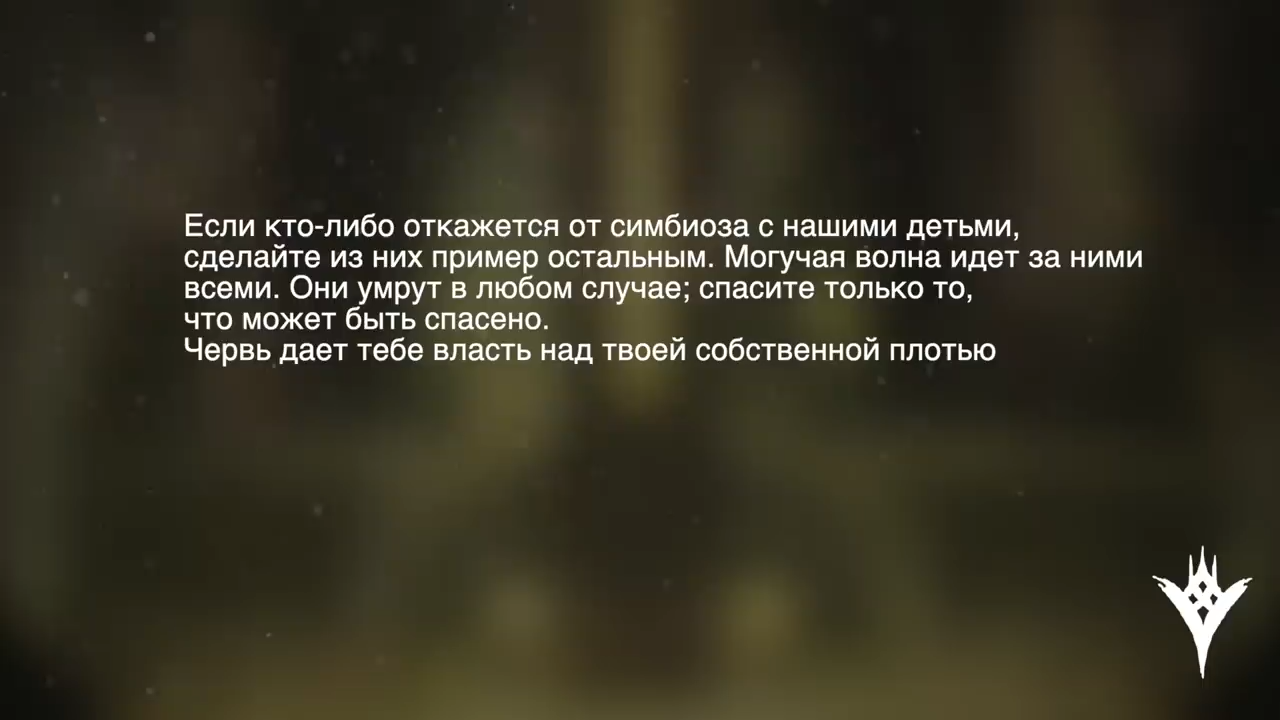 Если кто-либо откажется от симбиоза с нашими детьми,
сделайте из них пример остальным. Могучая волна идет за ними
всеми. Они умрут в любом случае; спасите только то,
что может быть спасено.
Червь дает тебе власть над твоей собственной плотью